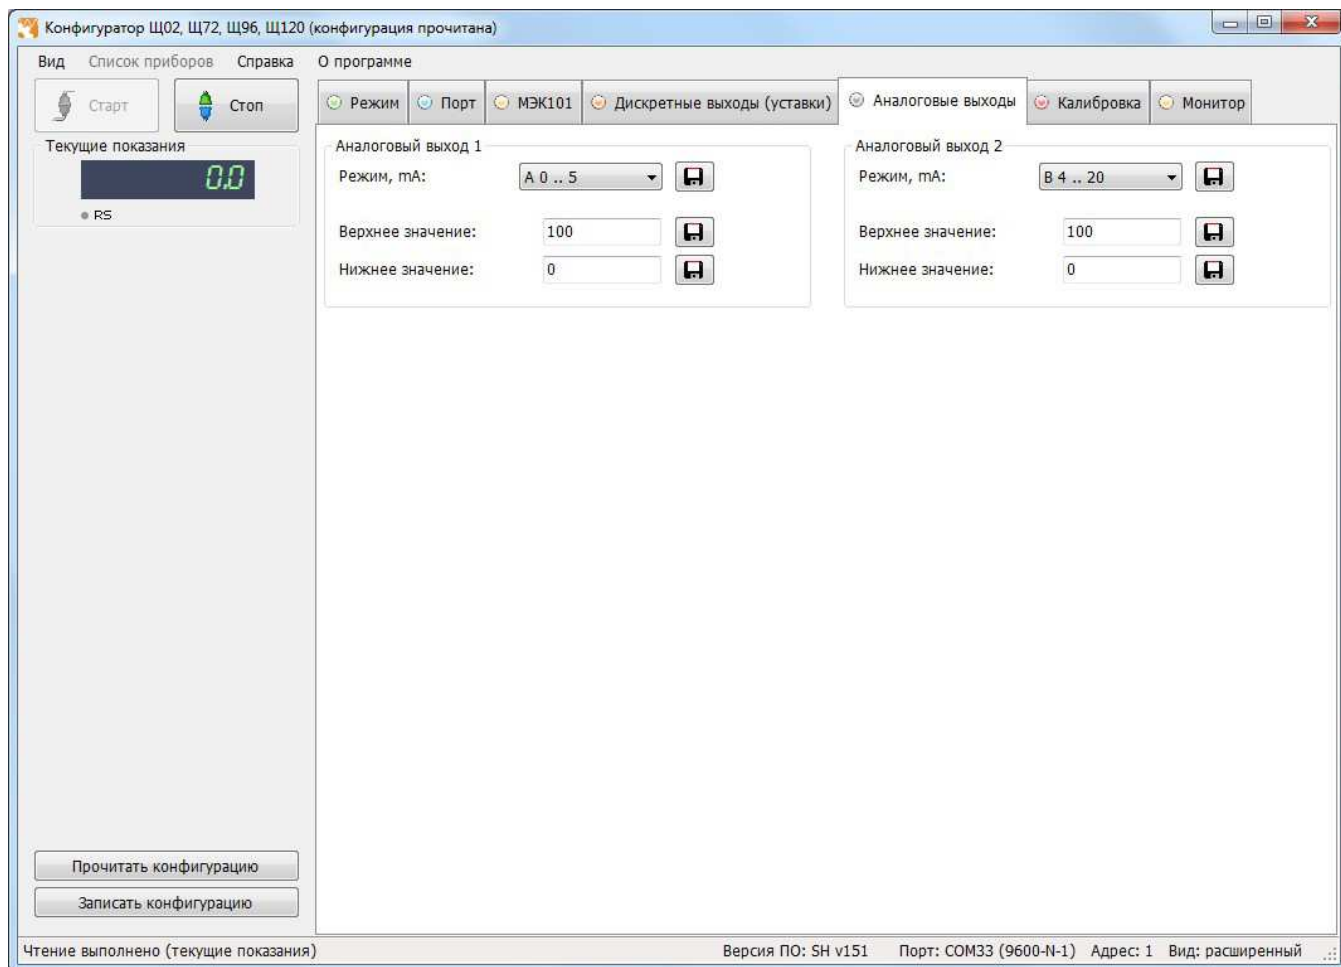 Конфигуратор Щ02, Щ72, Щ96, Щ120 (конфигурация прочитана)
Вид Список приборов Справка О программе
Старт Стоп
Режим Порт МЭК101 Дискретные выходы (уставки) Аналоговые выходы Калибровка Монитор
Текущие показания
0.0
RS
Аналоговый выход 1
Режим, mA: A 0 .. 5
Верхнее значение: 100
Нижнее значение: 0
Аналоговый выход 2
Режим, mA: B 4 .. 20
Верхнее значение: 100
Нижнее значение: 0
Прочитать конфигурацию
Записать конфигурацию
Чтение выполнено (текущие показания) Версия ПО: SH v151 Порт: COM33 (9600-N-1) Адрес: 1 Вид: расширенный